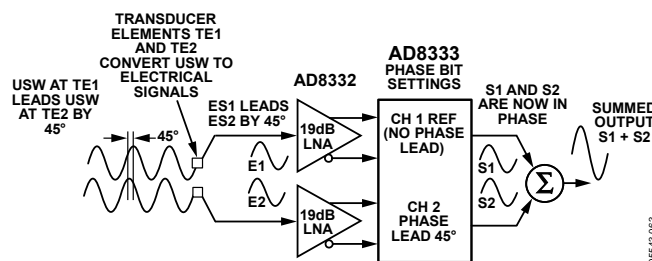 TRANSDUCER
ELEMENTS TE1
AND TE2
CONVERT USW TO
ELECTRICAL
SIGNALS
USW AT TE1
LEADS USW
AT TE2 BY
45°
45°
ES1 LEADS
ES2 BY 45°
AD8332
19dB
LNA
E1
E2
19dB
LNA
AD8333
PHASE BIT
SETTINGS
CH 1 REF
(NO PHASE
LEAD)
CH 2
PHASE
LEAD 45°
S1 AND S2
ARE NOW IN
PHASE
S1
S2
Σ
SUMMED
OUTPUT
S1 + S2